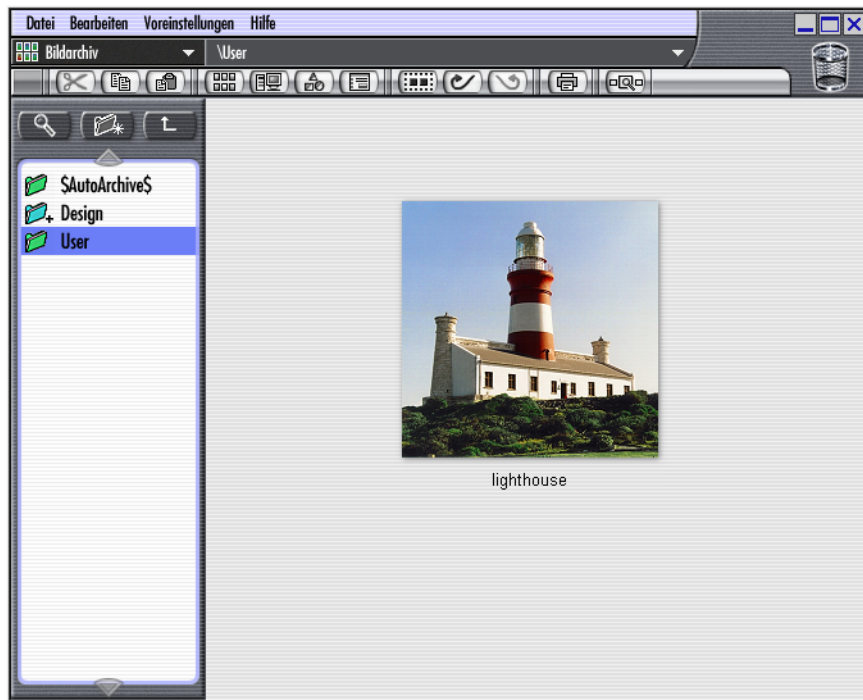 Datei Bearbeiten Voreinstellungen Hilfe
Bildarchiv \User
$AutoArchive$
Design
User
lighthouse